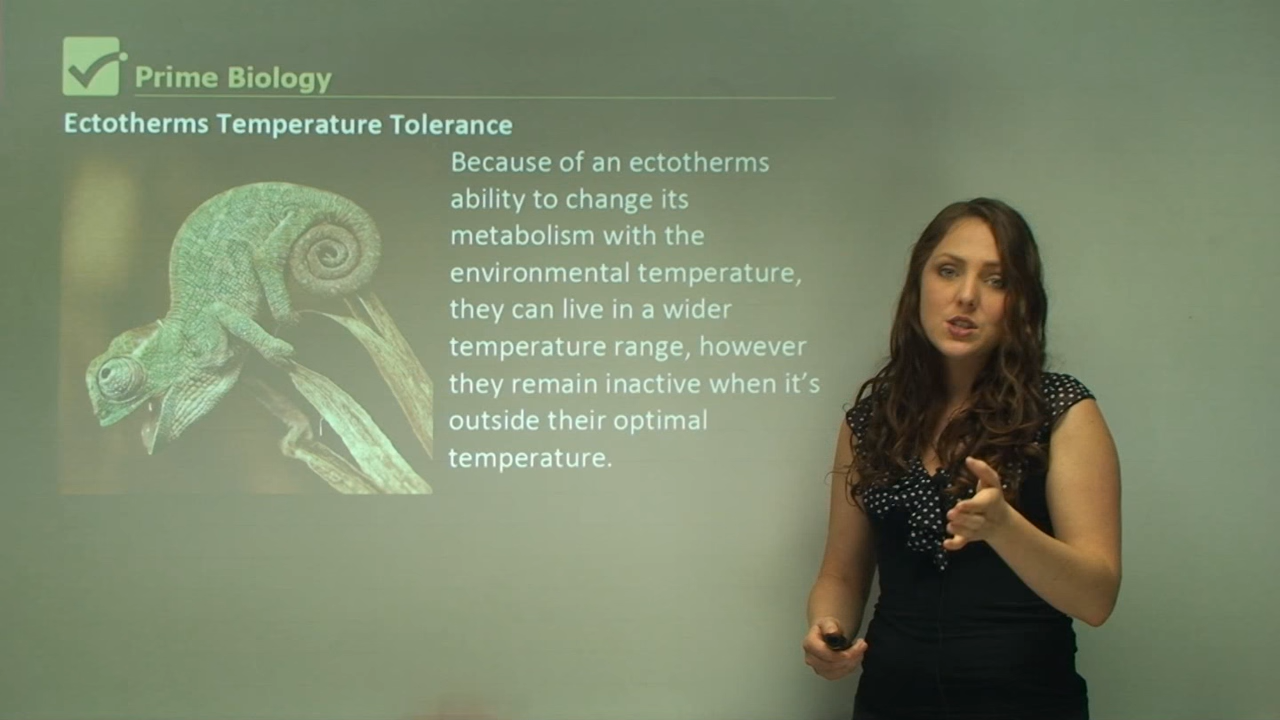 Prime Biology
Ectotherms Temperature Tolerance
Because of an ectotherms
ability to change its
metabolism with the
environmental temperature,
they can live in a wider
temperature range, however
they remain inactive when it’s
outside their optimal
temperature.